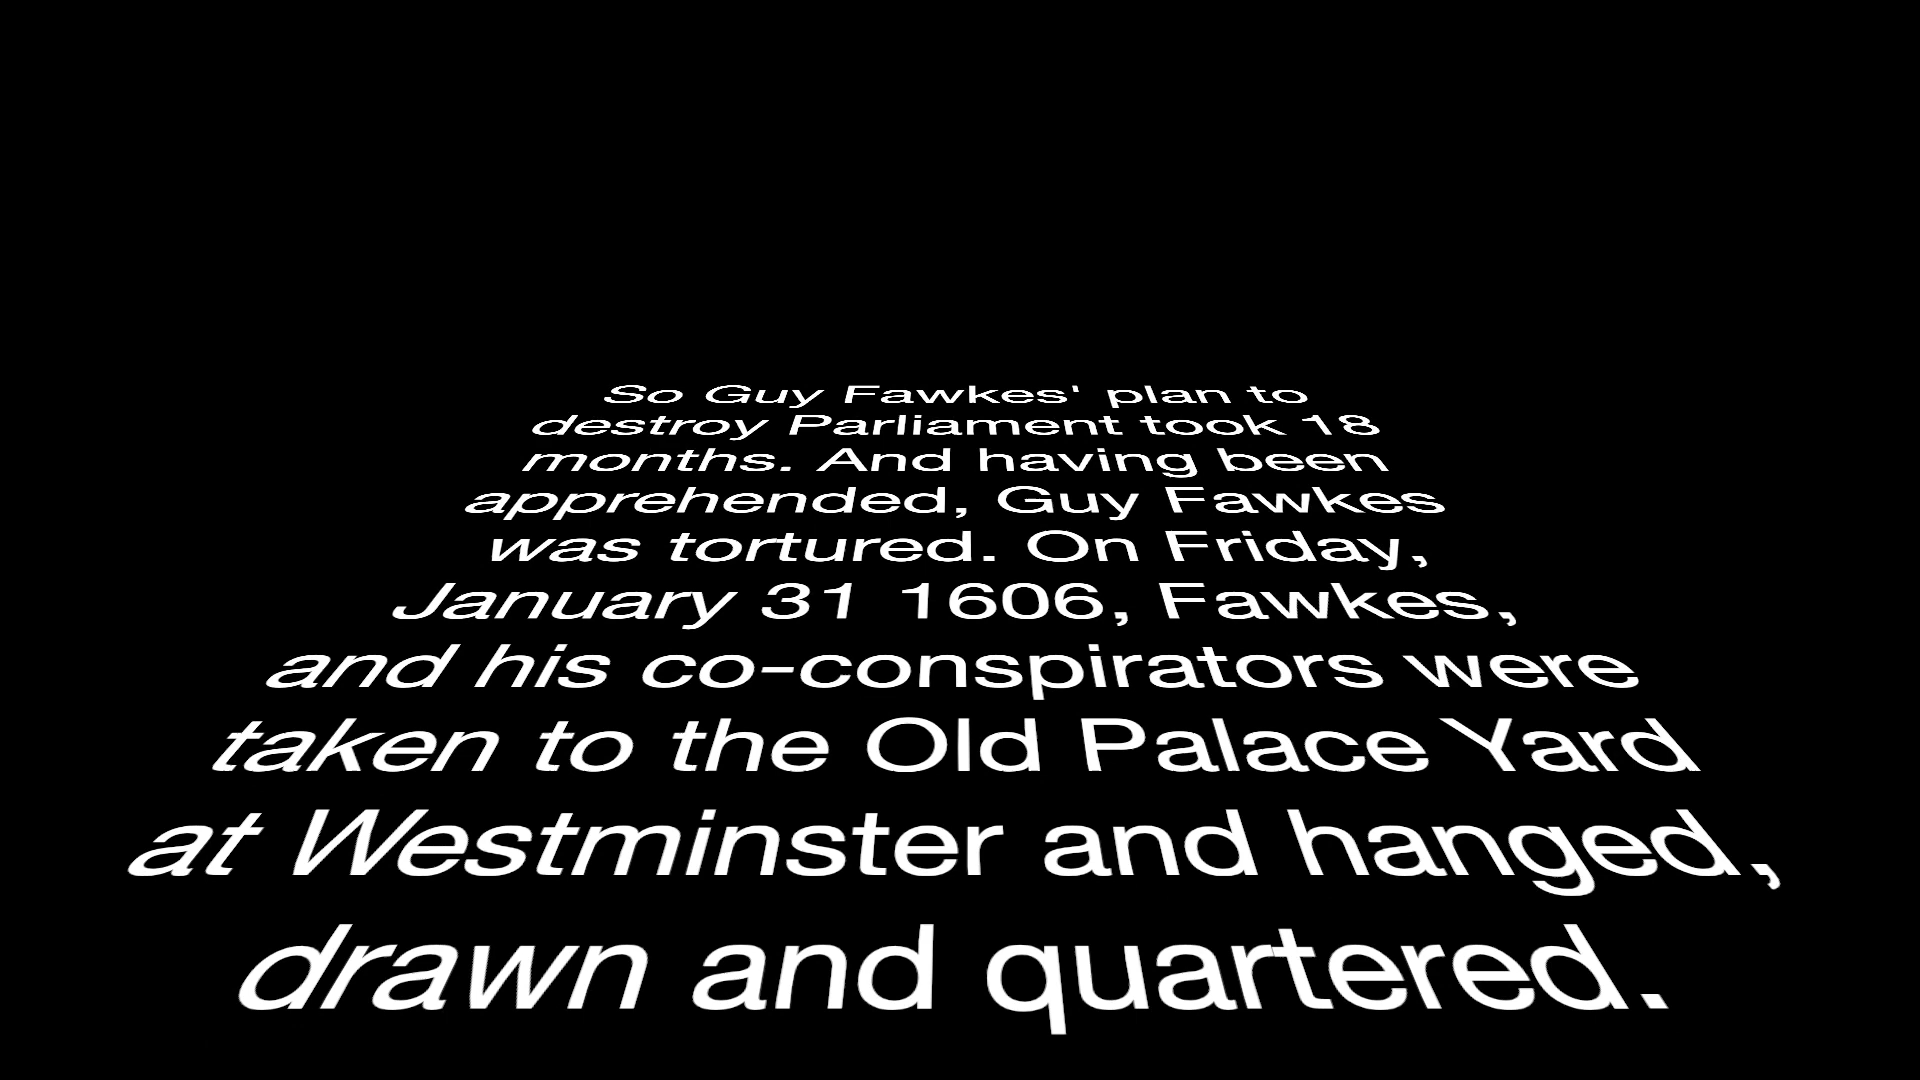 So Guy Fawkes' plan to
destroy Parliament took 18
months. And having been
apprehended, Guy Fawkes
was tortured. On Friday,
January 31 1606, Fawkes,
and his co-conspirators were
taken to the Old Palace Yard
at Westminster and hanged,
drawn and quartered.